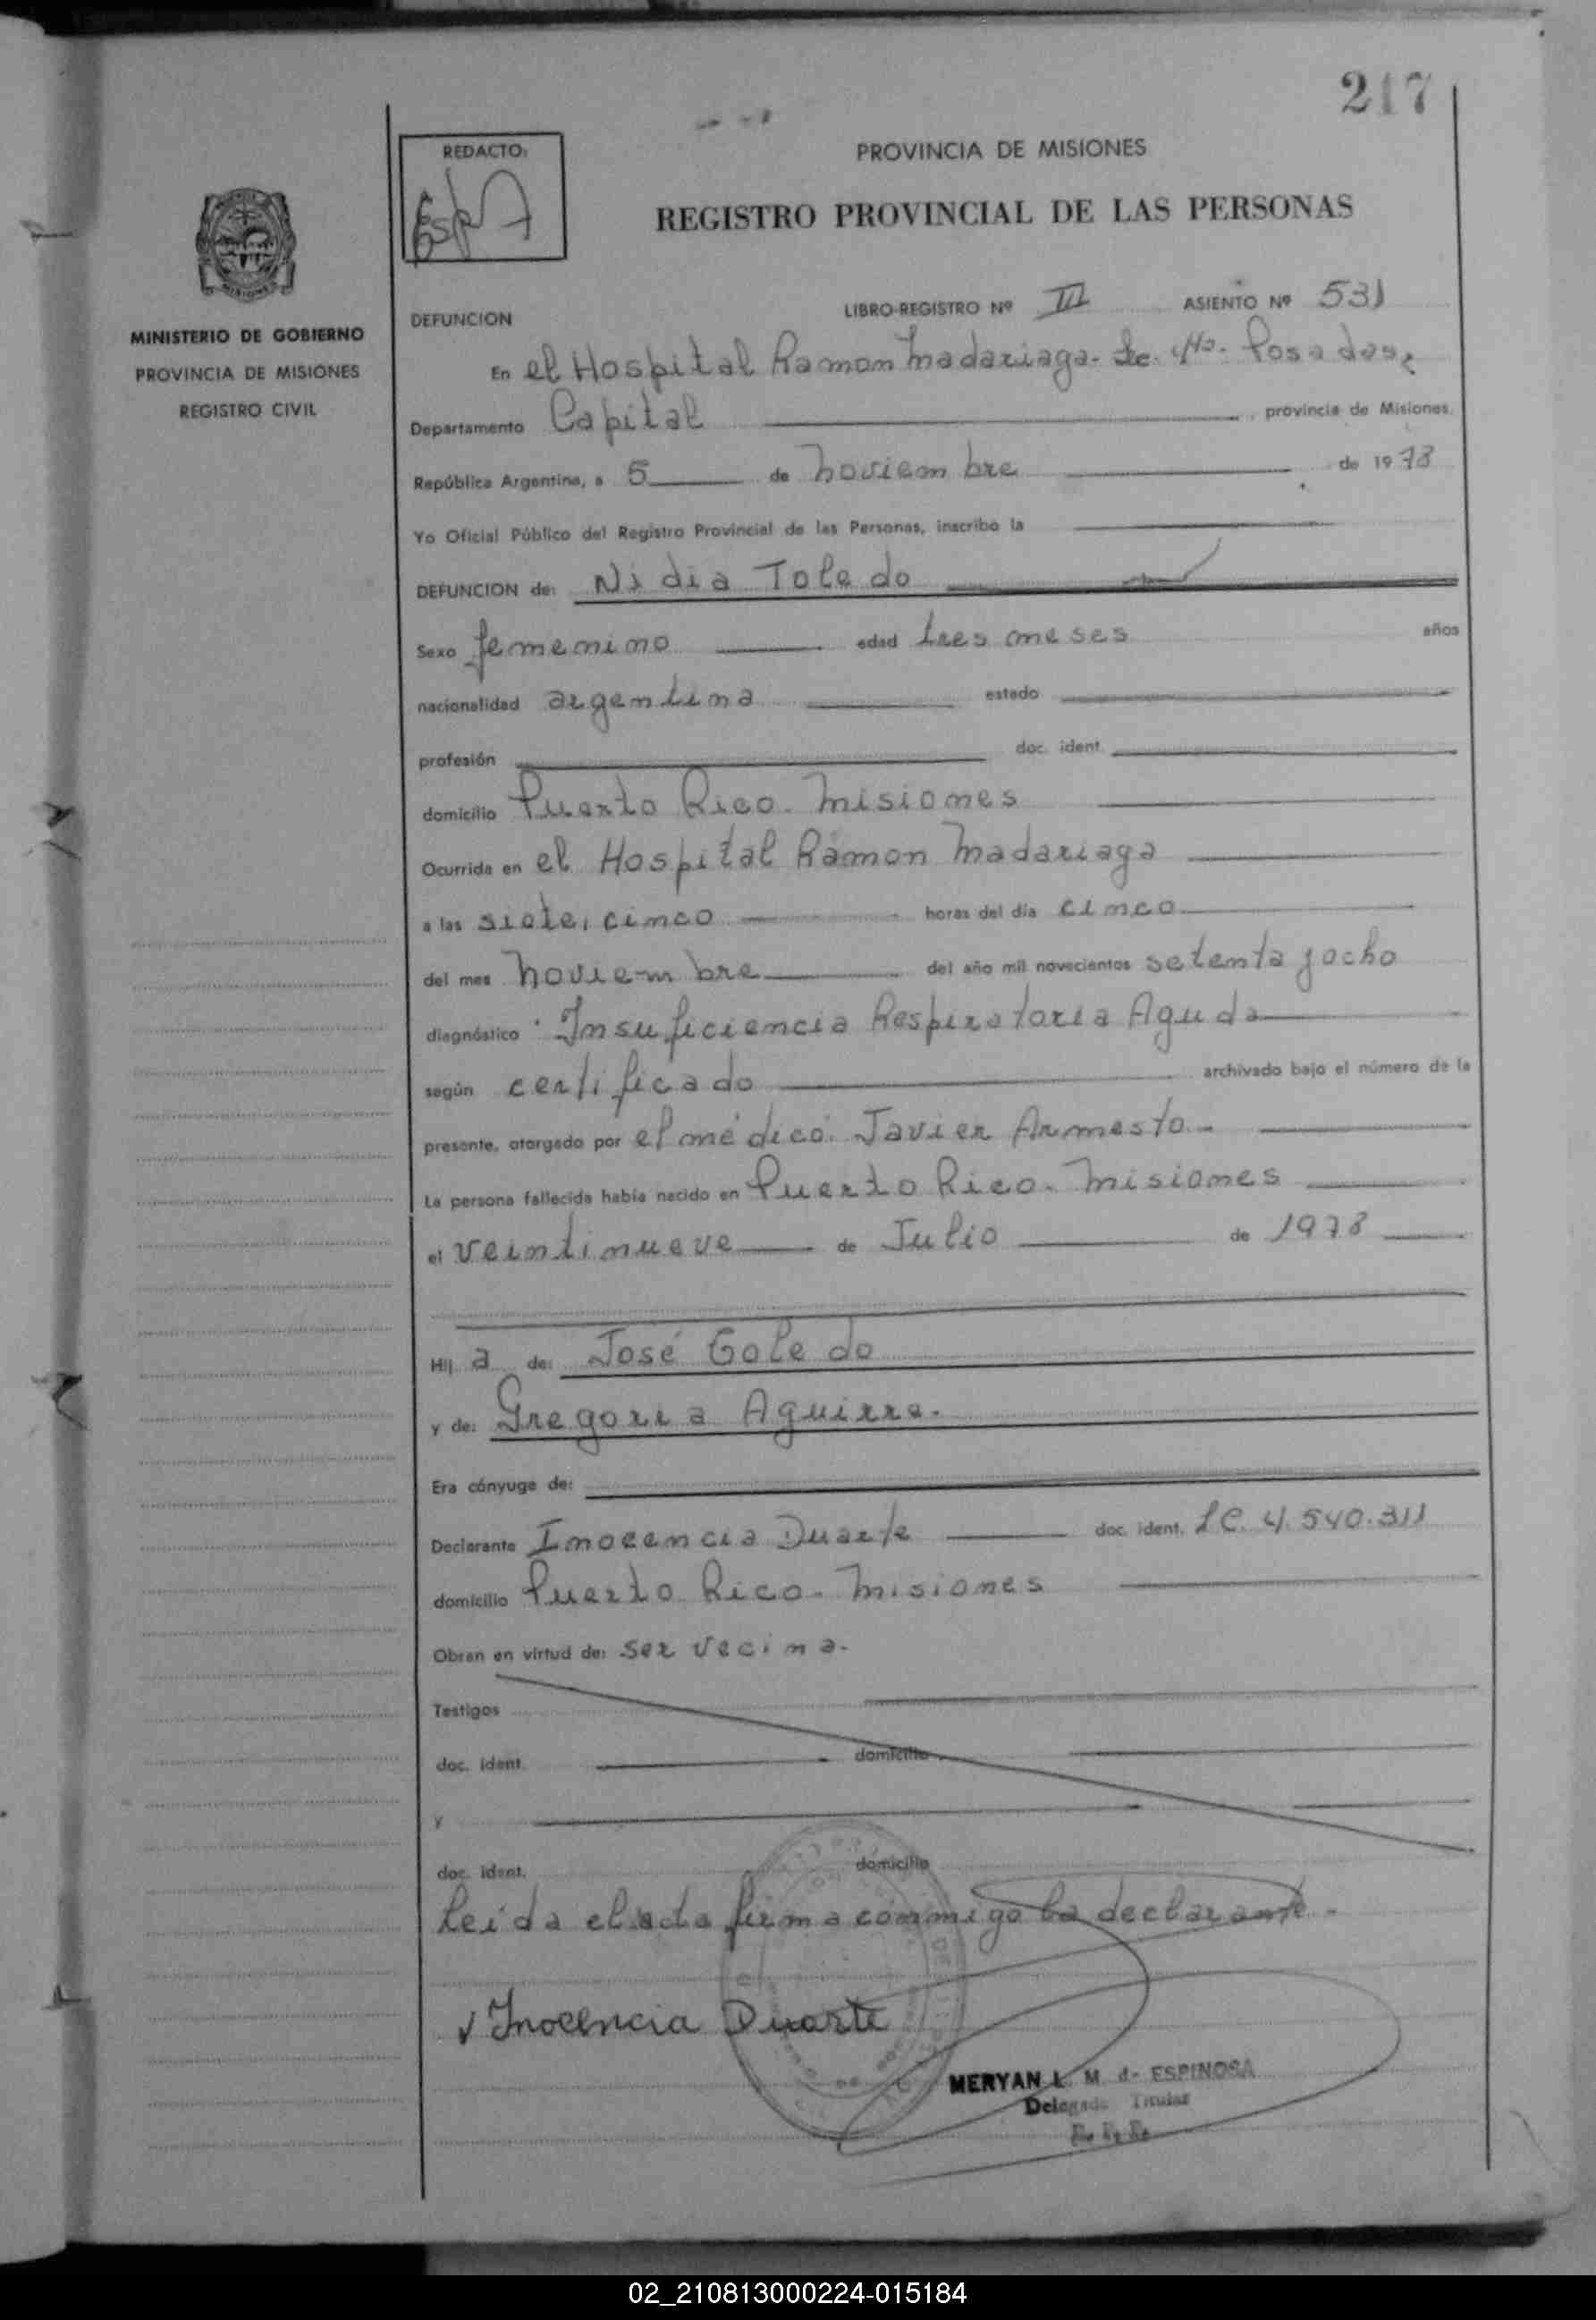 217
REDACTO:
PROVINCIA DE MISIONES
REGISTRO PROVINCIAL DE LAS PERSONAS
MINISTERIO DE GOBIERNO
PROVINCIA DE MISIONES
REGISTRO CIVIL
DEFUNCION
LIBRO-REGISTRO Nº III ASIENTO Nº 531
En el Hospital Ramon Madariaga. Posadas,
Departamento Capital provincia de Misiones,
República Argentina, a 5 de noviembre de 1978
Yo Oficial Público del Registro Provincial de las Personas, inscribo la
DEFUNCION de: Nidia Toledo
Sexo femenino edad tres meses años
nacionalidad argentina estado
profesión doc. ident.
domicilio Puerto Rico. Misiones
Ocurrida en el Hospital Ramon Madariaga
a las siete, cinco horas del día cinco
del mes noviembre del año mil novecientos setenta y ocho
diagnóstico Insuficiencia Respiratoria Aguda
según certificado archivado bajo el número de la
presente, otorgado por el médico Javier Armesto.
La persona fallecida había nacido en Puerto Rico. Misiones
el veintinueve de Julio de 1978
Hij a de: José Toledo
y de: Gregoria Aguirre.
Era cónyuge de:
Declarante Inocencia Duarte doc. ident. LC. 4.540.311
domicilio Puerto Rico. Misiones
Obran en virtud de: ser vecina.
Testigos
doc. ident. domicilio
y
doc. ident. domicilio
Leida el acta firma conmigo la declarante.
Inocencia Duarte
MERYAN L. M. de ESPINOSA
Delegada Titular
02_210813000224-015184